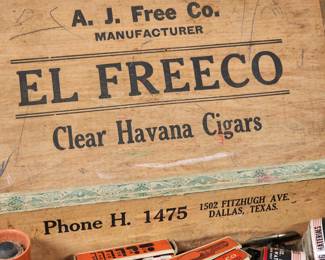 A. J. Free Co.
MANUFACTURER
EL FREECO
Clear Havana Cigars
Phone H. 1475
1502 FITZHUGH AVE.
DALLAS, TEXAS.